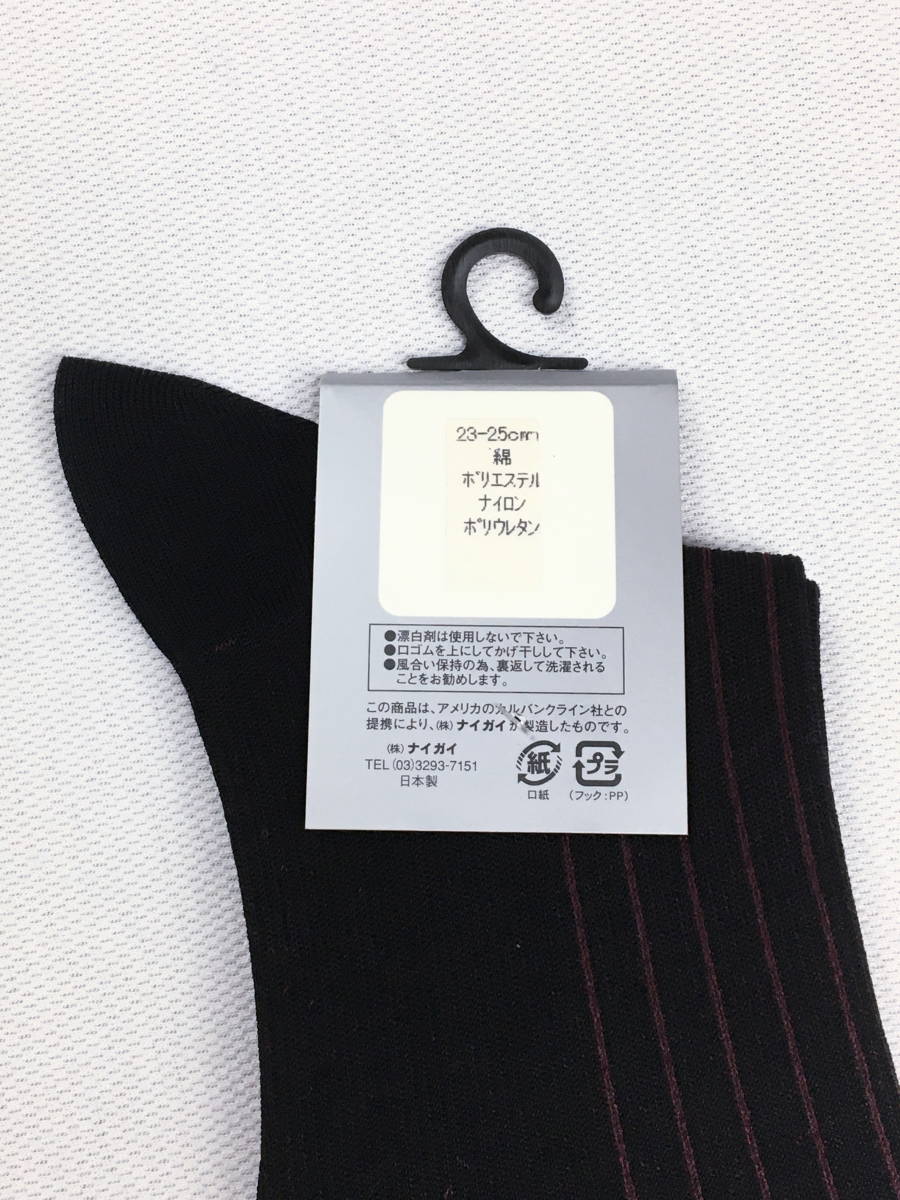 23-25cm
綿
ポリエステル
ナイロン
ポリウレタン
●漂白剤は使用しないで下さい。
●口ゴムを上にしてかげ干しして下さい。
●風合い保持の為、裏返して洗濯される
ことをお勧めします。
この商品は、アメリカのカルバンクライン社との
提携により、(株)ナイガイが製造したものです。
(株)ナイガイ
TEL (03)3293-7151
日本製
紙
口紙
プラ
(フック:PP)